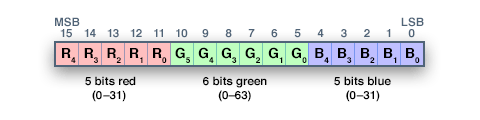 MSB LSB
15 14 13 12 11 10 9 8 7 6 5 4 3 2 1 0
R4 R3 R2 R1 R0 G5 G4 G3 G2 G1 G0 B4 B3 B2 B1 B0
5 bits red 6 bits green 5 bits blue
(0–31) (0–63) (0–31)